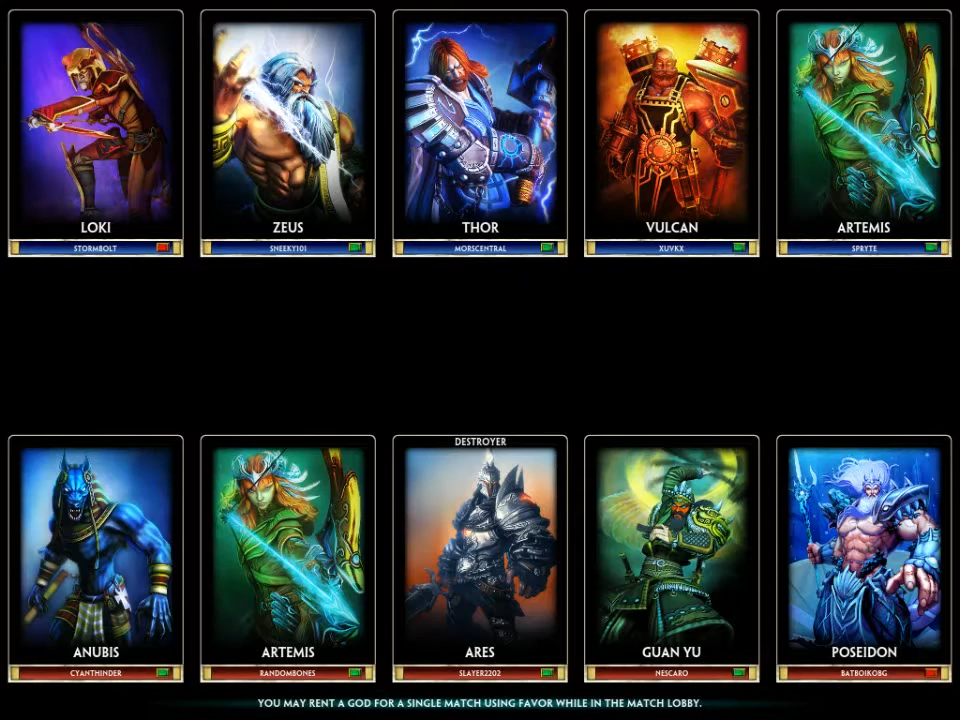 LOKI
ZEUS
THOR
VULCAN
ARTEMIS
STORMBOLT
SNEEKY101
MORSCENTRAL
XUVKX
SPRYTE
DESTROYER
ANUBIS
ARTEMIS
ARES
GUAN YU
POSEIDON
CYANTHINDER
RANDOMBONES
SLAYER2202
NESCARO
BATBOIKOBG
YOU MAY RENT A GOD FOR A SINGLE MATCH USING FAVOR WHILE IN THE MATCH LOBBY.